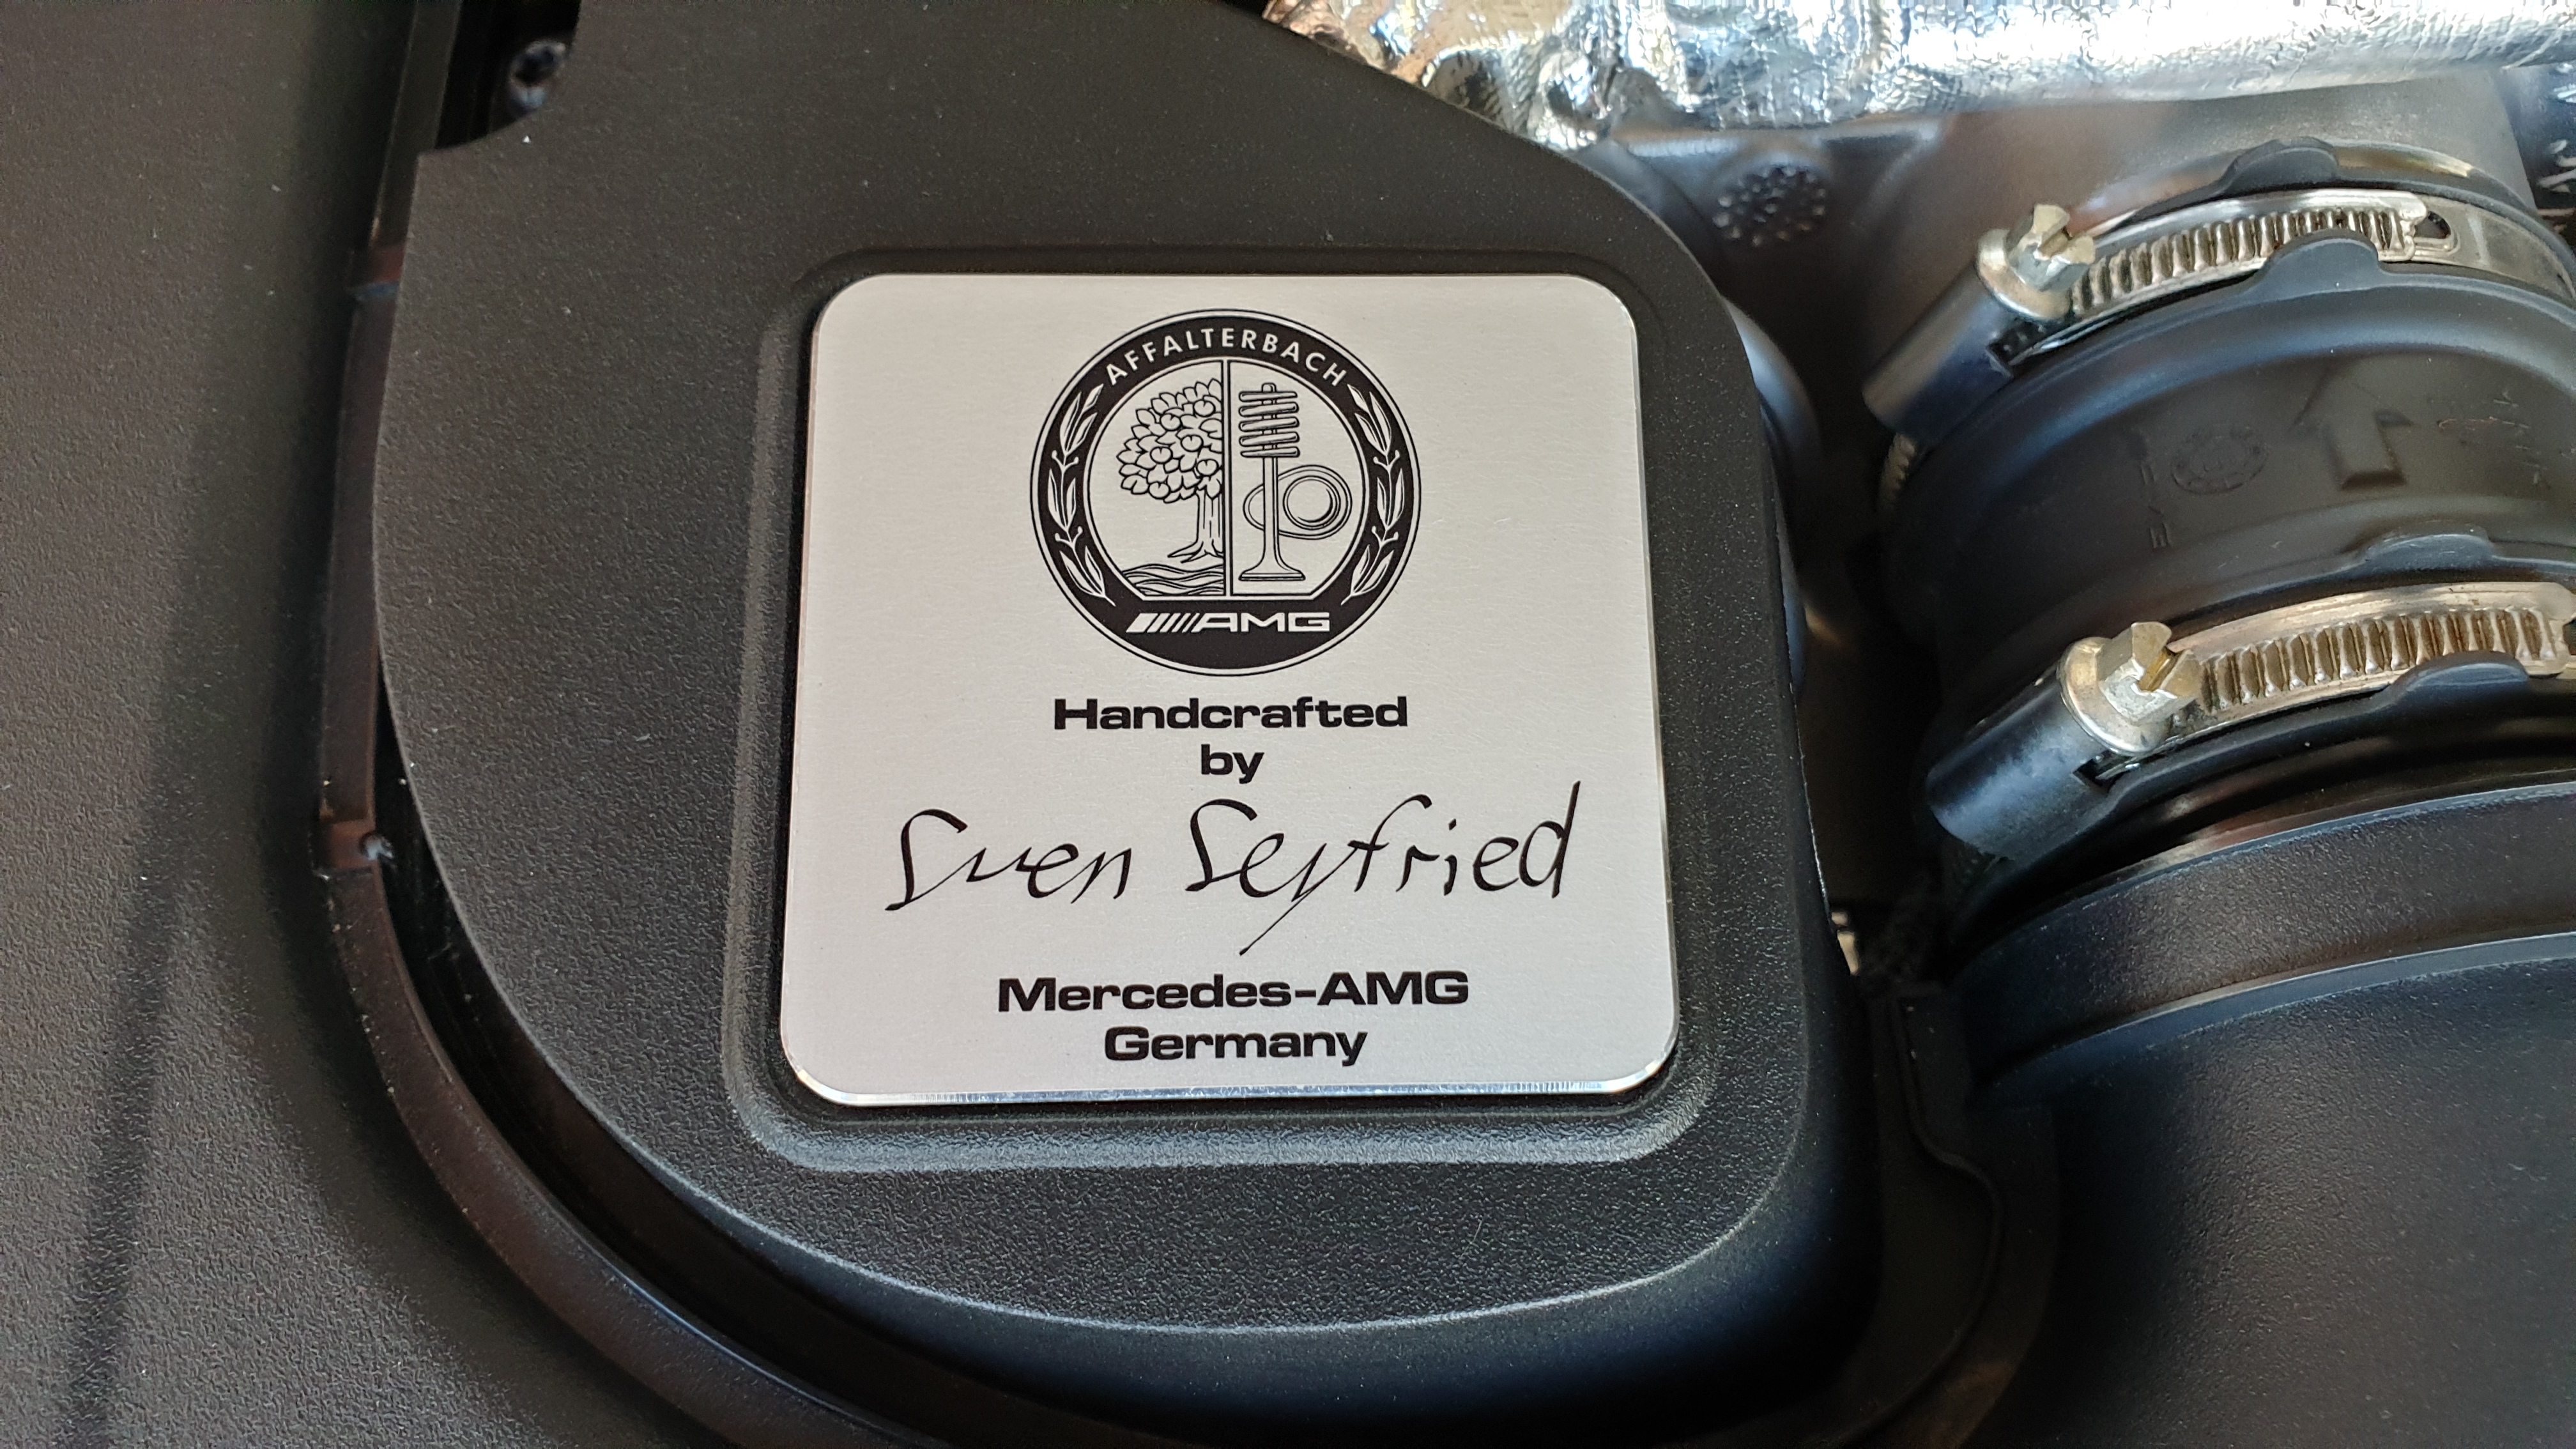 AFFALTERBACH
AMG
Handcrafted
by
Sven Seyfried
Mercedes-AMG
Germany